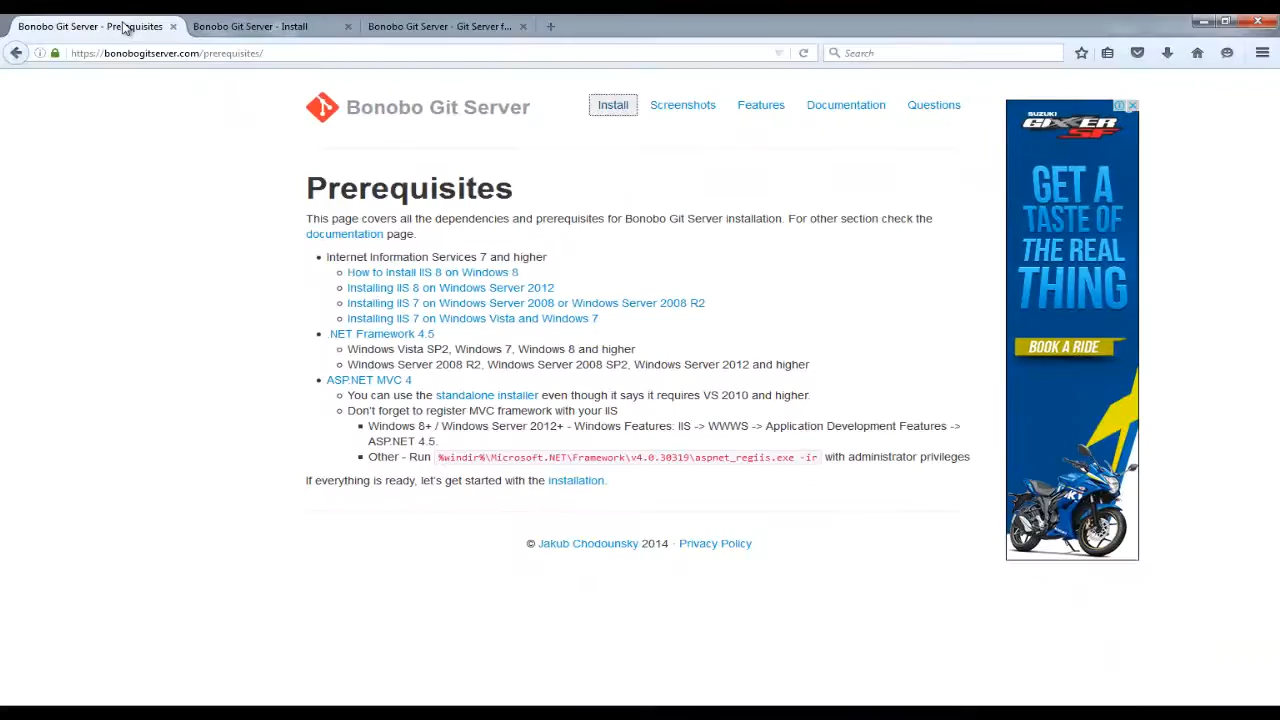 Bonobo Git Server - Prerequisites
Bonobo Git Server - Install
Bonobo Git Server - Git Server f...
https://bonobogitserver.com/prerequisites/
Search
Bonobo Git Server
Install
Screenshots
Features
Documentation
Questions
Prerequisites
This page covers all the dependencies and prerequisites for Bonobo Git Server installation. For other section check the
documentation page.
Internet Information Services 7 and higher
How to Install IIS 8 on Windows 8
Installing IIS 8 on Windows Server 2012
Installing IIS 7 on Windows Server 2008 or Windows Server 2008 R2
Installing IIS 7 on Windows Vista and Windows 7
.NET Framework 4.5
Windows Vista SP2, Windows 7, Windows 8 and higher
Windows Server 2008 R2, Windows Server 2008 SP2, Windows Server 2012 and higher
ASP.NET MVC 4
You can use the standalone installer even though it says it requires VS 2010 and higher.
Don't forget to register MVC framework with your IIS
Windows 8+ / Windows Server 2012+ - Windows Features: IIS -> WWWS -> Application Development Features ->
ASP.NET 4.5.
Other - Run %windir%\Microsoft.NET\Framework\v4.0.30319\aspnet_regiis.exe -ir with administrator privileges
If everything is ready, let's get started with the installation.
© Jakub Chodounsky 2014 · Privacy Policy
SUZUKI
GIXXER
SF
GET A
TASTE OF
THE REAL
THING
BOOK A RIDE